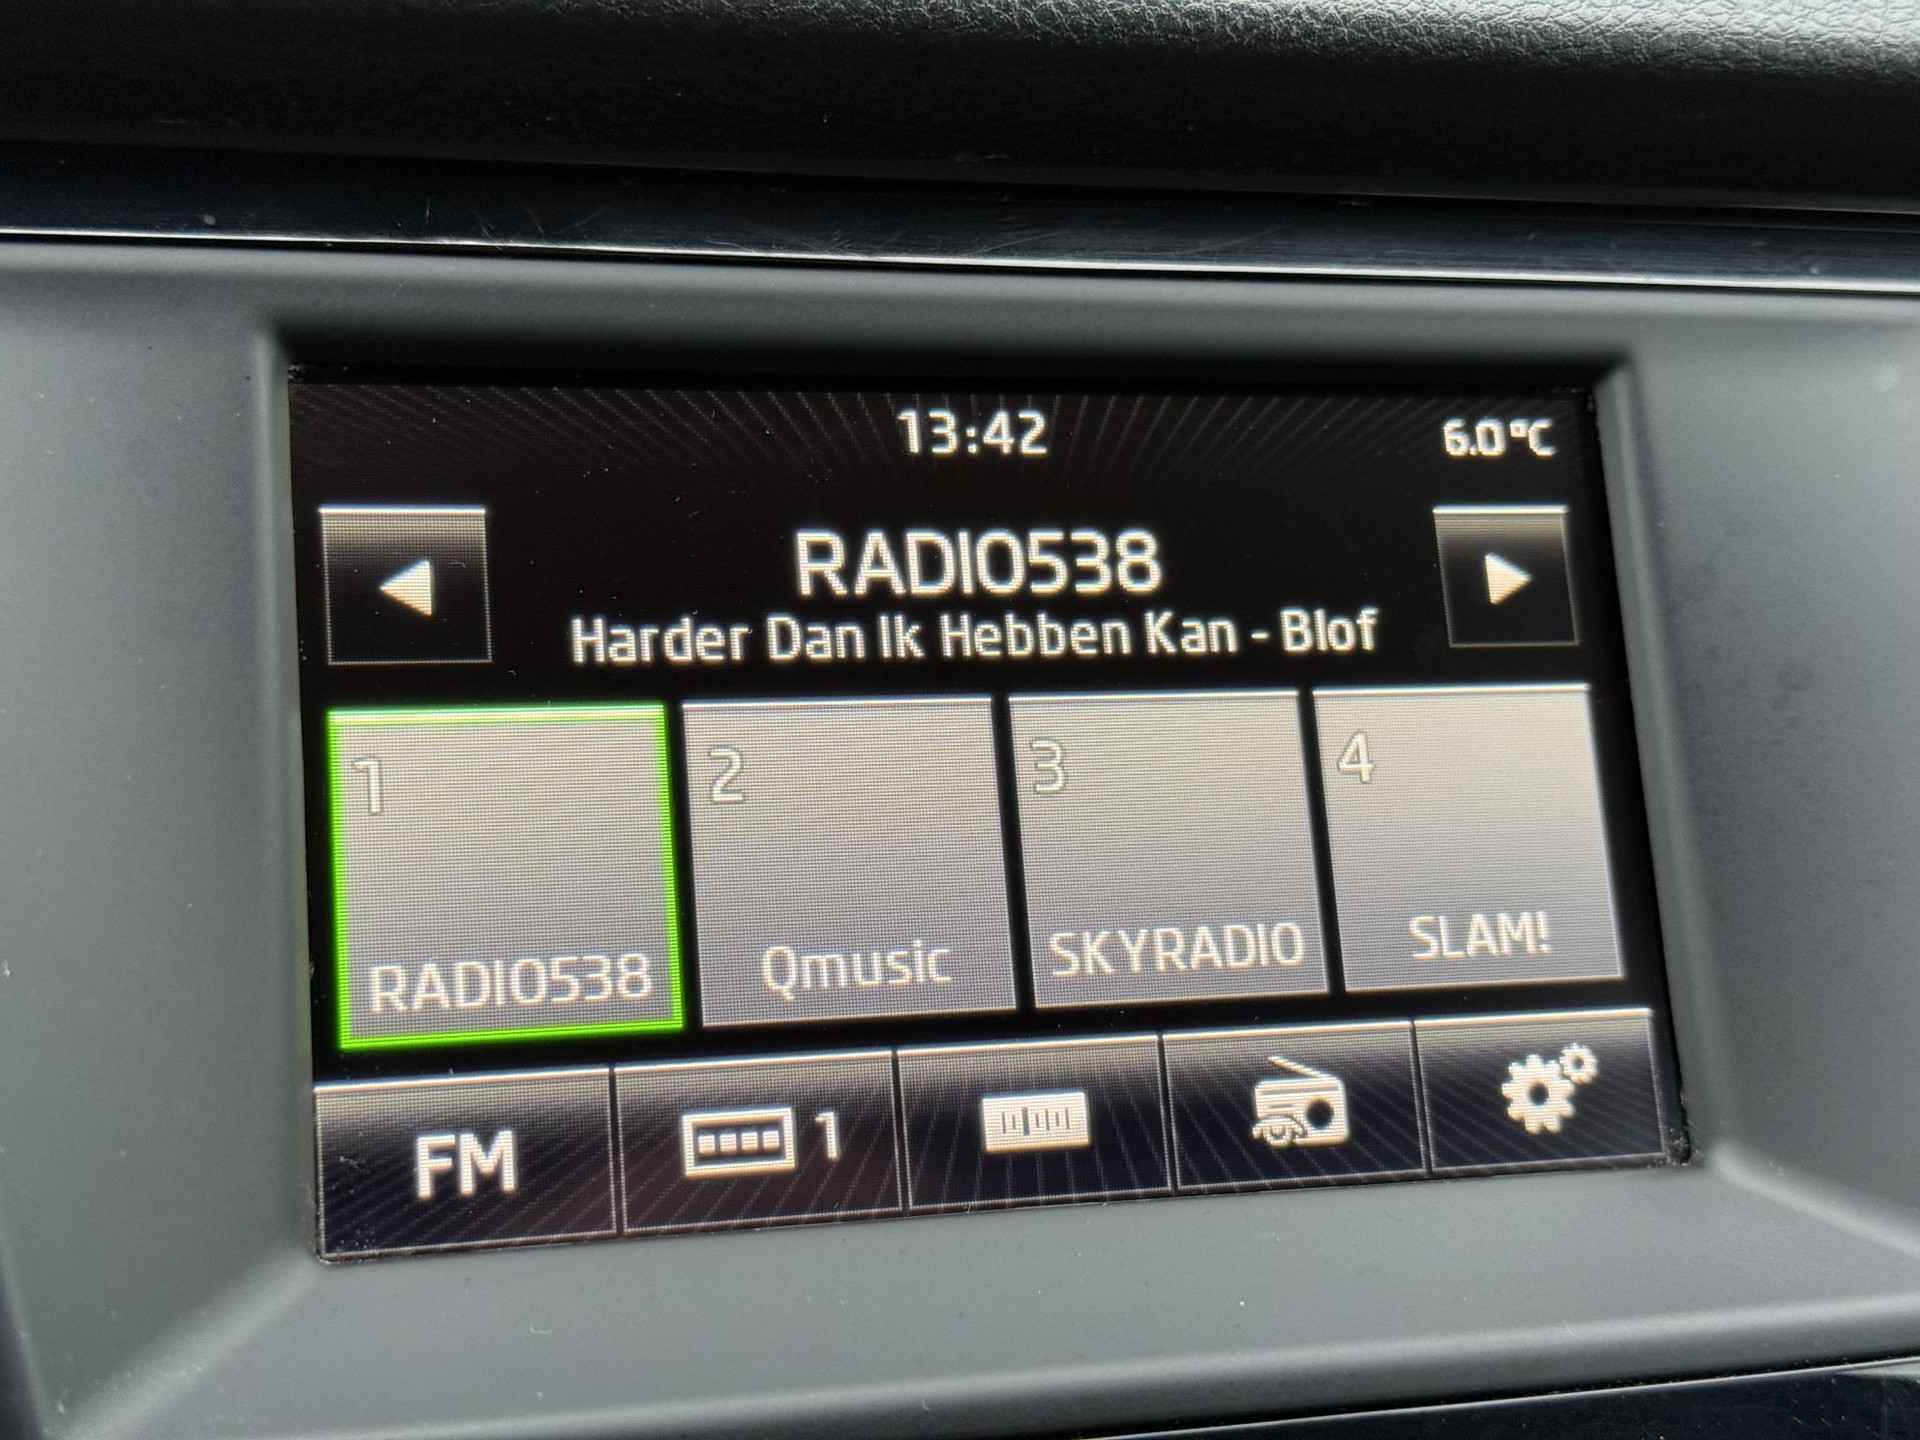 13:42
6.0°C
RADIO538
Harder Dan Ik Hebben Kan - Blof
1
2
3
4
RADIO538
Qmusic
SKYRADIO
SLAM!
FM
1